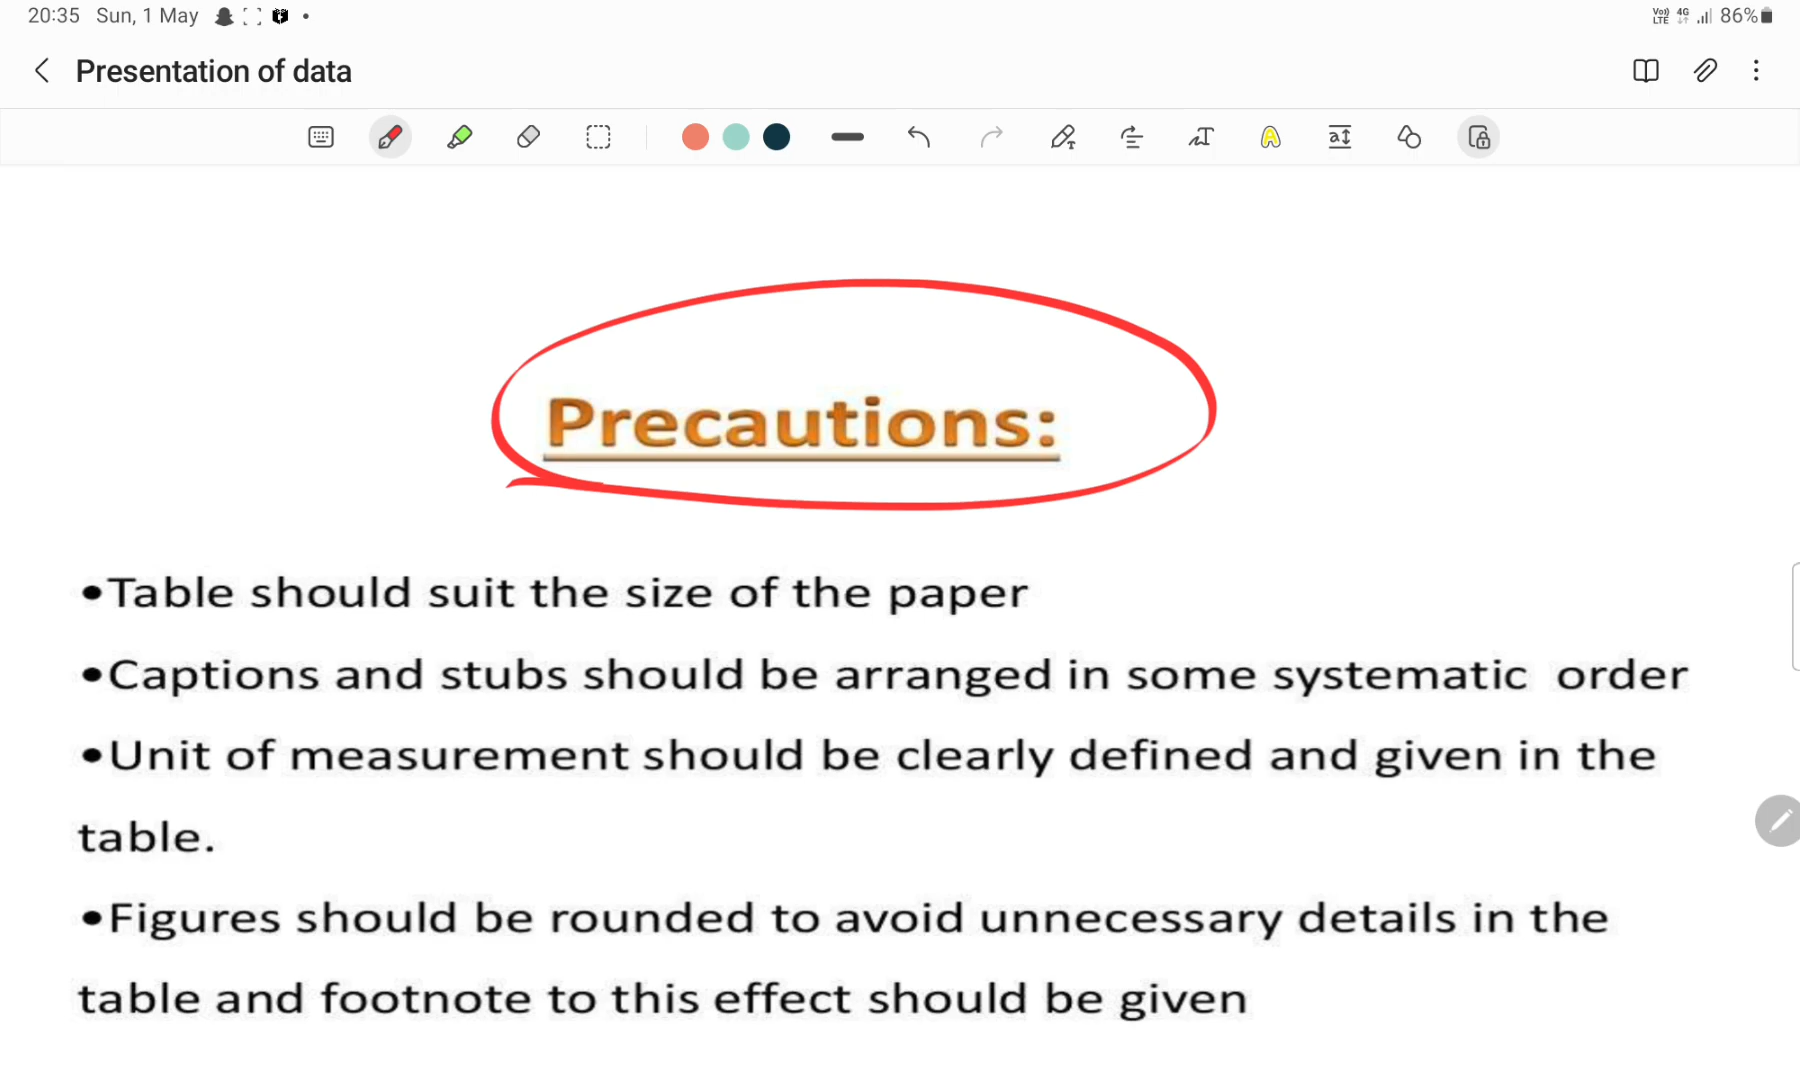 20:35 Sun, 1 May
Vo)) LTE 4G 86%
Presentation of data
Precautions:
•Table should suit the size of the paper
•Captions and stubs should be arranged in some systematic order
•Unit of measurement should be clearly defined and given in the
table.
•Figures should be rounded to avoid unnecessary details in the
table and footnote to this effect should be given